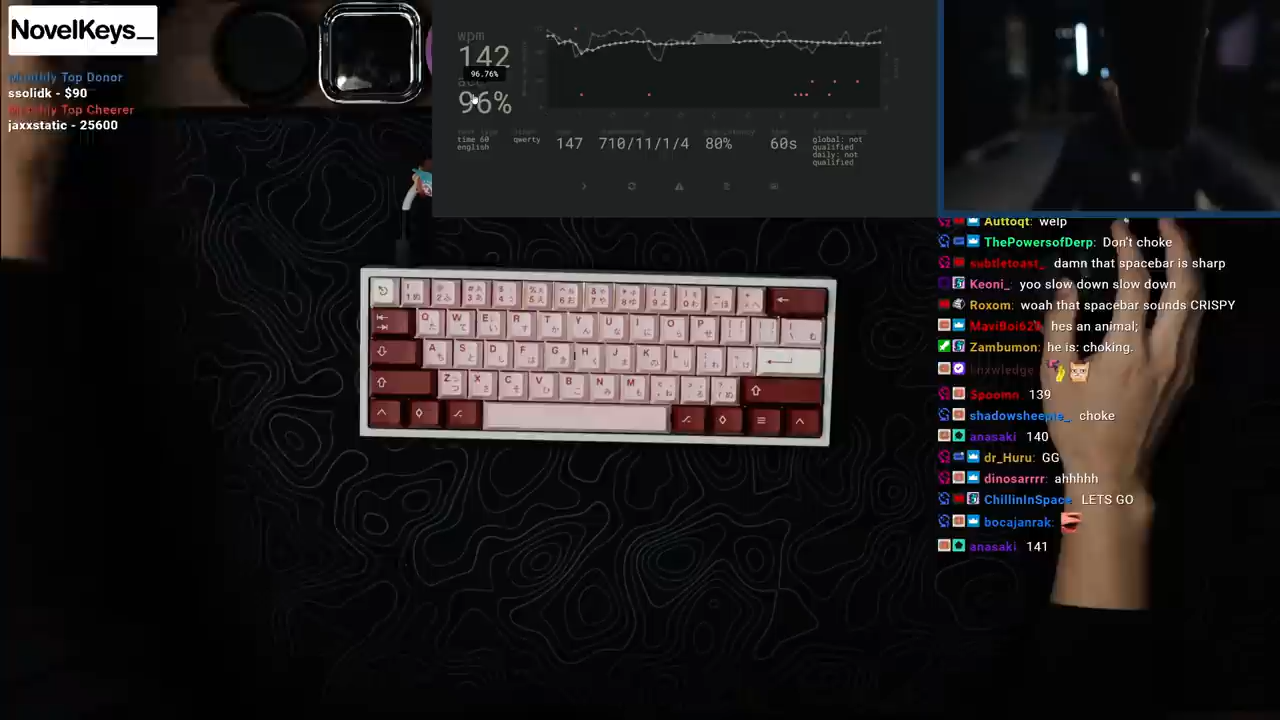 NovelKeys_
Monthly Top Donor
ssolidk - $90
Monthly Top Cheerer
jaxxstatic - 25600
wpm
142
96.76%
96%
time 60
english
qwerty
147
710/11/1/4
80%
60s
global: not
qualified
daily: not
qualified
Auttoqt: welp
ThePowersofDerp: Don't choke
subtletoast_ damn that spacebar is sharp
Keoni_ yoo slow down slow down
Roxom: woah that spacebar sounds CRISPY
hes an animal;
Zambumon: he is: choking.
Spoomn 139
choke
anasaki 140
dr_Huru: GG
dinosarrrr: ahhhhh
ChillinInSpace LETS GO
bocajanrak:
anasaki 141
Q W E R T Y U I O P
A S D F G H J K L
Z X C V B N M